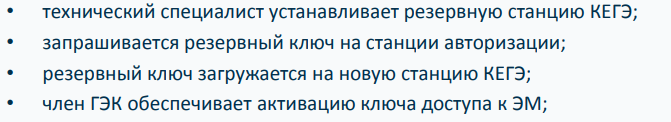 • технический специалист устанавливает резервную станцию КЕГЭ;
• запрашивается резервный ключ на станции авторизации;
• резервный ключ загружается на новую станцию КЕГЭ;
• член ГЭК обеспечивает активацию ключа доступа к ЭМ;